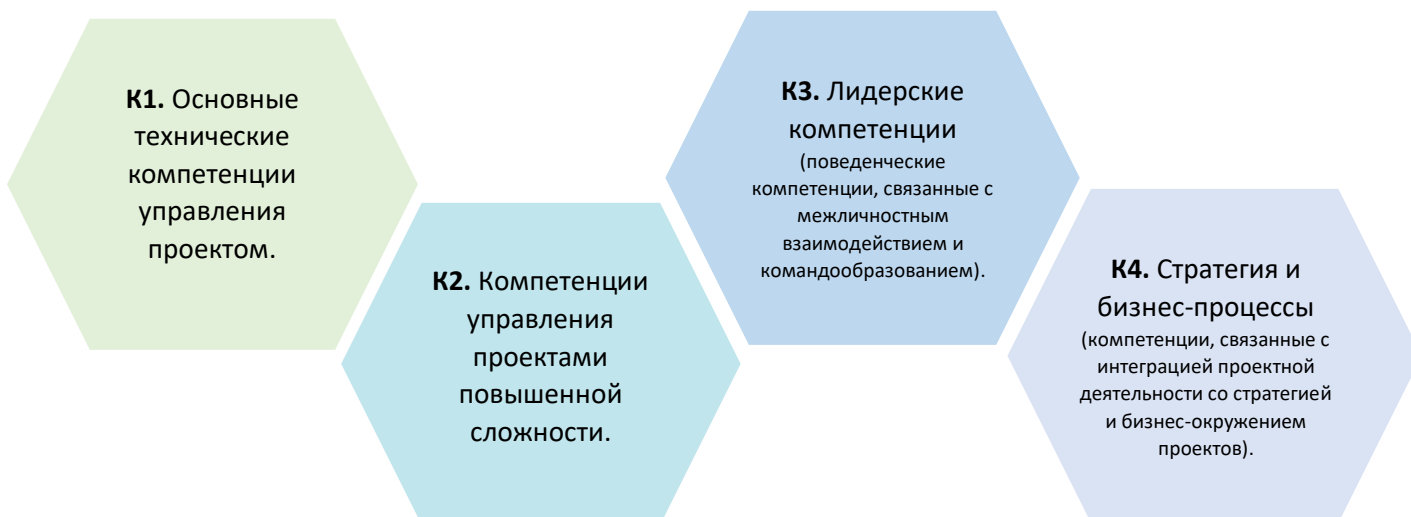 К1. Основные
технические
компетенции
управления
проектом.
К2. Компетенции
управления
проектами
повышенной
сложности.
К3. Лидерские
компетенции
(поведенческие
компетенции, связанные с
межличностным
взаимодействием и
командообразованием).
К4. Стратегия и
бизнес-процессы
(компетенции, связанные с
интеграцией проектной
деятельности со стратегией
и бизнес-окружением
проектов).